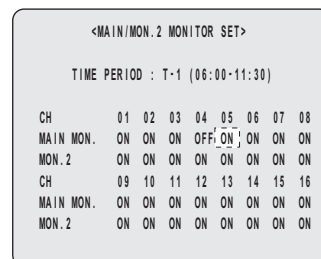 <MAIN/MON.2 MONITOR SET>
TIME PERIOD : T-1 (06:00-11:30)
CH 01 02 03 04 05 06 07 08
MAIN MON. ON ON ON OFF ON ON ON ON
MON.2 ON ON ON ON ON ON ON ON
CH 09 10 11 12 13 14 15 16
MAIN MON. ON ON ON ON ON ON ON ON
MON.2 ON ON ON ON ON ON ON ON